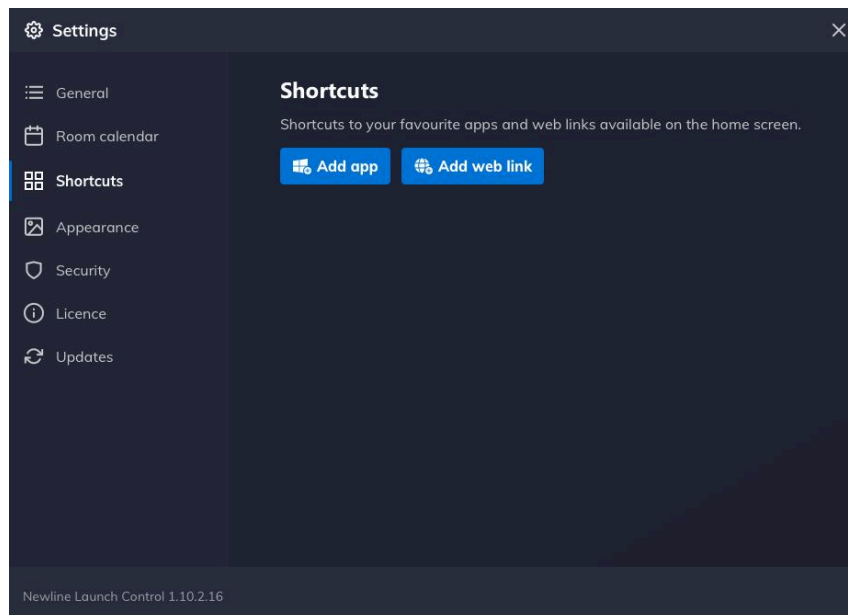 Settings
General
Room calendar
Shortcuts
Appearance
Security
Licence
Updates
Shortcuts
Shortcuts to your favourite apps and web links available on the home screen.
Add app
Add web link
Newline Launch Control 1.10.2.16